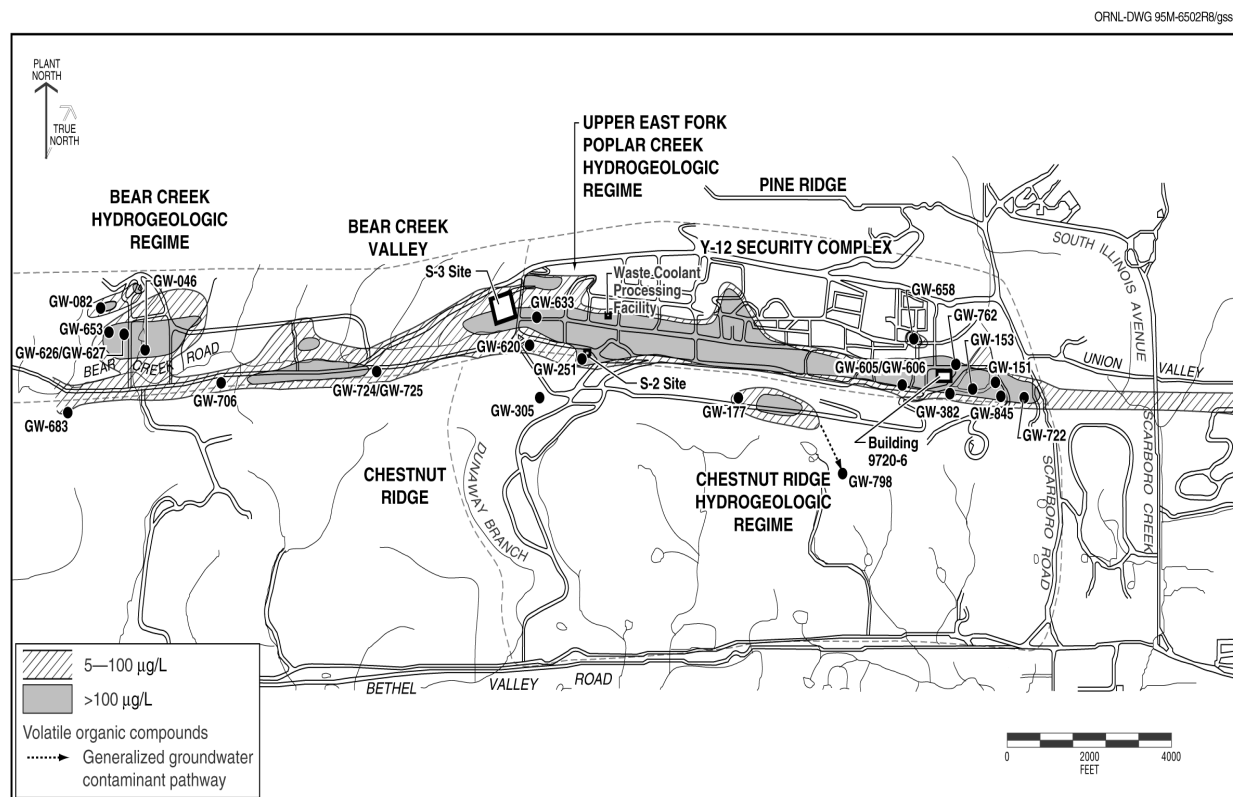 ORNL-DWG 95M-6502R8/gss
PLANT
NORTH
TRUE
NORTH
UPPER EAST FORK
POPLAR CREEK
HYDROGEOLOGIC
REGIME
PINE RIDGE
BEAR CREEK
HYDROGEOLOGIC
REGIME
BEAR CREEK
VALLEY
Y-12 SECURITY COMPLEX
SOUTH ILLINOIS AVENUE
S-3 Site
Waste Coolant
Processing
Facility
GW-046
GW-082
GW-633
GW-658
GW-653
GW-762
GW-153
GW-626/GW-627
BEAR CREEK ROAD
GW-620
GW-251
GW-605/GW-606
GW-151
UNION VALLEY
S-2 Site
GW-706
GW-724/GW-725
GW-305
GW-177
GW-382
GW-845
GW-683
GW-722
Building
9720-6
CHESTNUT
RIDGE
DUNAWAY BRANCH
CHESTNUT RIDGE
HYDROGEOLOGIC
REGIME
GW-798
SCARBORO ROAD
SCARBORO CREEK
5—100 µg/L
>100 µg/L
Volatile organic compounds
Generalized groundwater
contaminant pathway
BETHEL VALLEY ROAD
0 2000 4000
FEET